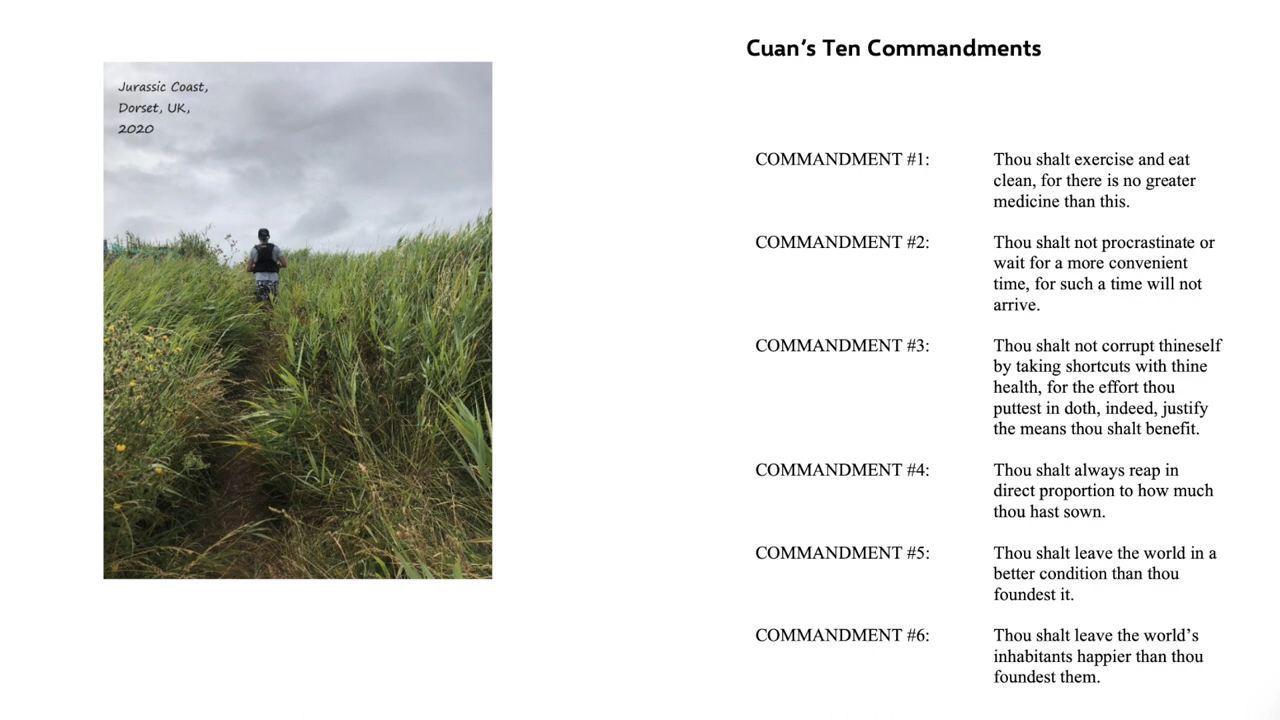 Jurassic Coast,
Dorset, UK,
2020
Cuan's Ten Commandments
COMMANDMENT #1:
Thou shalt exercise and eat
clean, for there is no greater
medicine than this.
COMMANDMENT #2:
Thou shalt not procrastinate or
wait for a more convenient
time, for such a time will not
arrive.
COMMANDMENT #3:
Thou shalt not corrupt thineself
by taking shortcuts with thine
health, for the effort thou
puttest in doth, indeed, justify
the means thou shalt benefit.
COMMANDMENT #4:
Thou shalt always reap in
direct proportion to how much
thou hast sown.
COMMANDMENT #5:
Thou shalt leave the world in a
better condition than thou
foundest it.
COMMANDMENT #6:
Thou shalt leave the world’s
inhabitants happier than thou
foundest them.